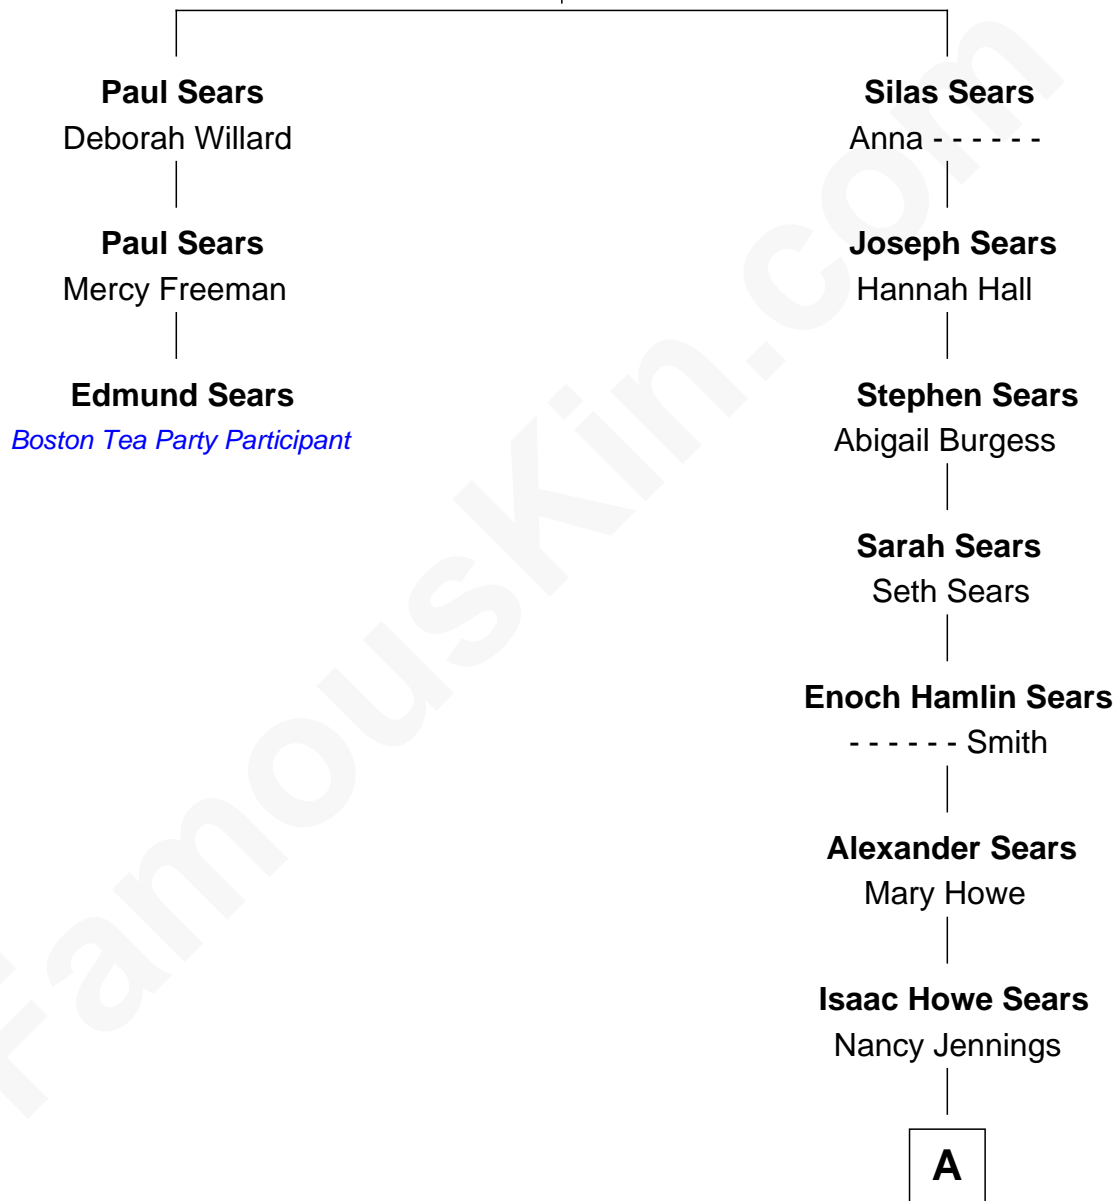 Paul Sears
Deborah Willard
Paul Sears
Mercy Freeman
Edmund Sears
Boston Tea Party Participant
Silas Sears
Anna - - - - - -
Joseph Sears
Hannah Hall
Stephen Sears
Abigail Burgess
Sarah Sears
Seth Sears
Enoch Hamlin Sears
- - - - - - Smith
Alexander Sears
Mary Howe
Isaac Howe Sears
Nancy Jennings
A
FamousKin.com